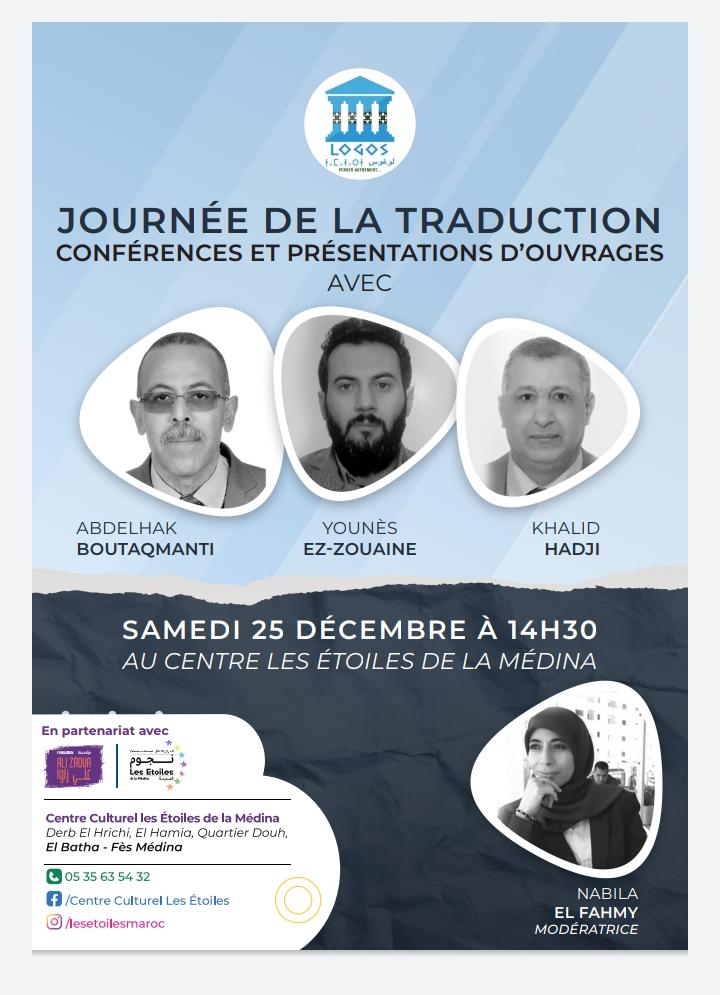 LOGOS
ⵜ.ⵎ.ⵜ.ⵔⵜ لوغوس
PENSER AUTREMENT...
JOURNÉE DE LA TRADUCTION
CONFÉRENCES ET PRÉSENTATIONS D'OUVRAGES
AVEC
ABDELHAK
BOUTAQMANTI
YOUNÈS
EZ-ZOUAINE
KHALID
HADJI
SAMEDI 25 DÉCEMBRE À 14H30
AU CENTRE LES ÉTOILES DE LA MÉDINA
En partenariat avec
FONDATION مؤسسة
ALI ZAOUA
علي زاوا
نجوم
Les Etoiles
de la Médina المدينة
Centre Culturel les Étoiles de la Médina
Derb El Hrichi, El Hamia, Quartier Douh,
El Batha - Fès Médina
05 35 63 54 32
/Centre Culturel Les Étoiles
/lesetoilesmaroc
NABILA
EL FAHMY
MODÉRATRICE